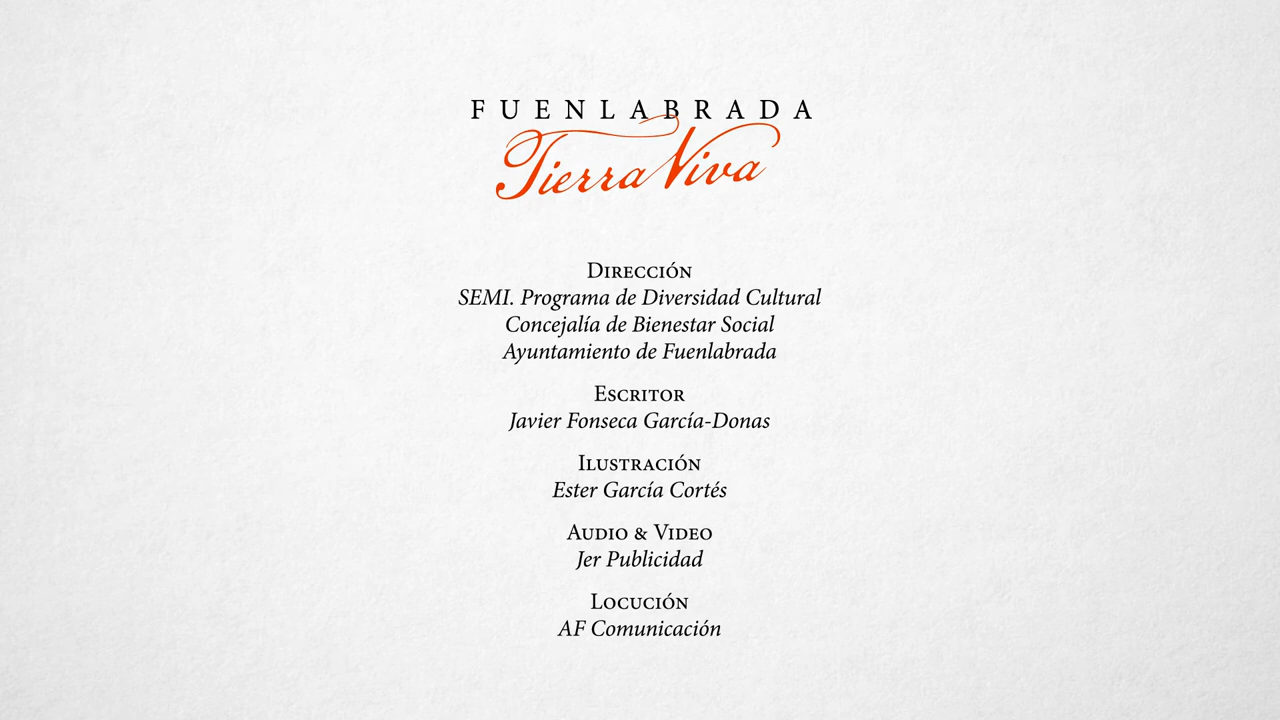 FUENLABRADA
Tierra Viva
Dirección
SEMI. Programa de Diversidad Cultural
Concejalía de Bienestar Social
Ayuntamiento de Fuenlabrada
Escritor
Javier Fonseca García-Donas
Ilustración
Ester García Cortés
Audio & Video
Jer Publicidad
Locución
AF Comunicación